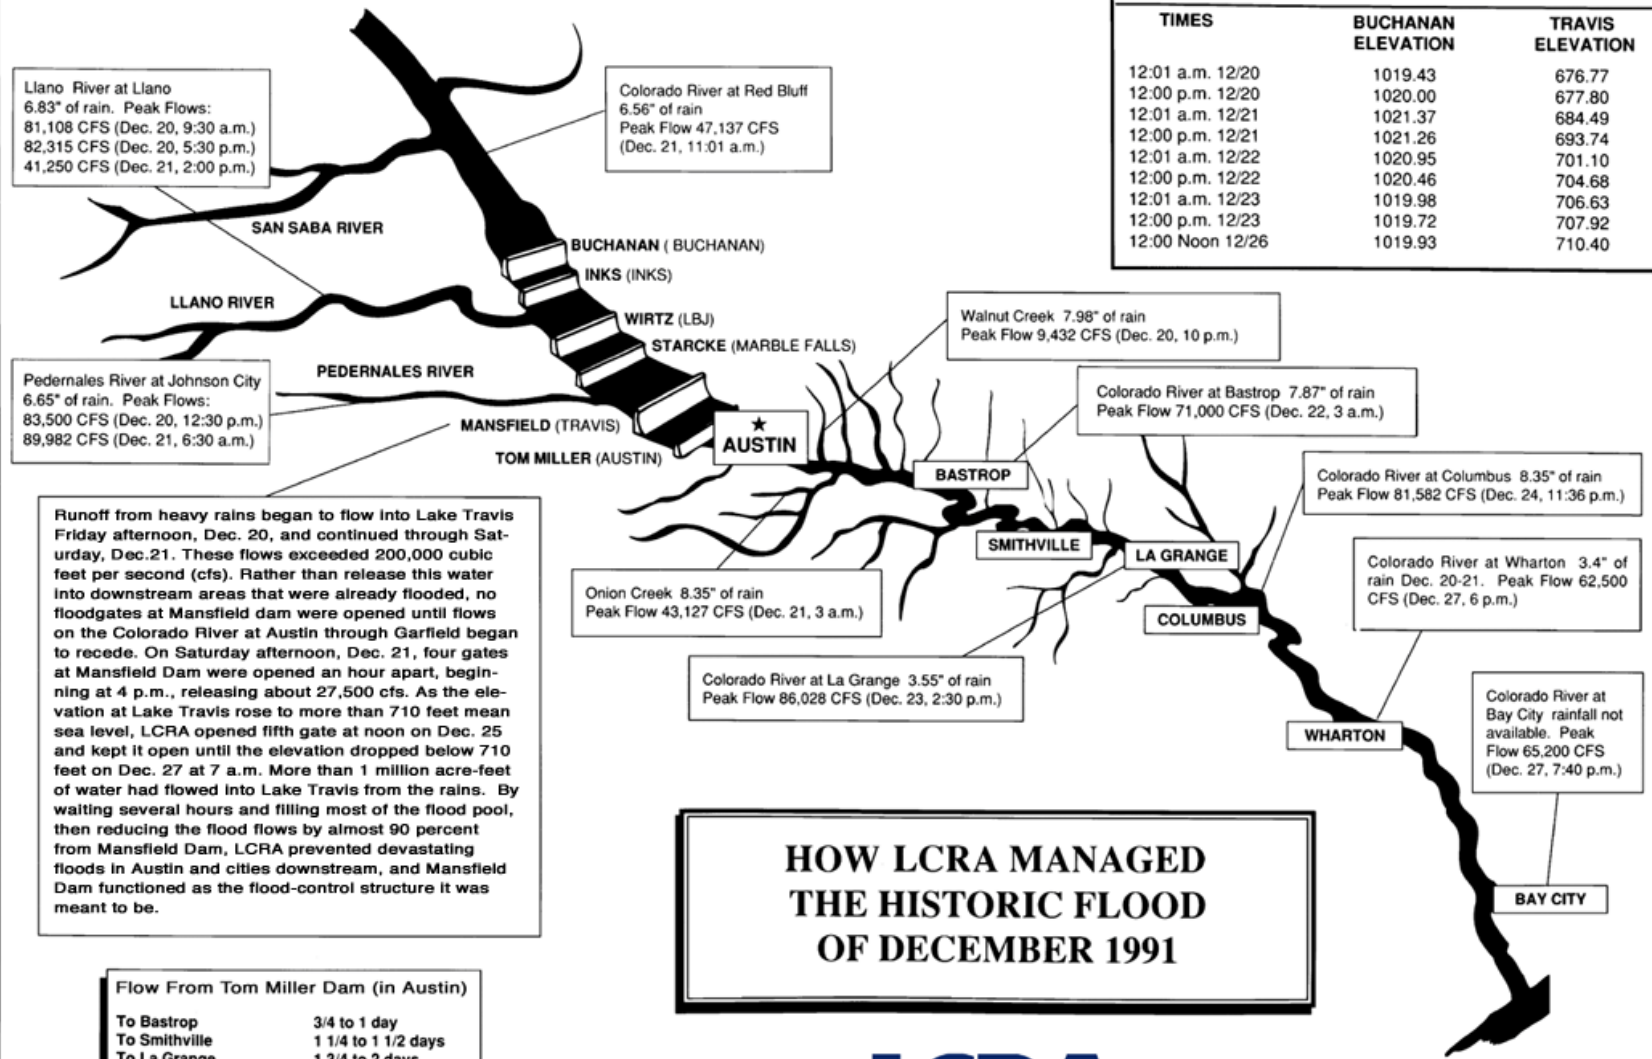 TIMES BUCHANAN ELEVATION TRAVIS ELEVATION
12:01 a.m. 12/20 1019.43 676.77
12:00 p.m. 12/20 1020.00 677.80
12:01 a.m. 12/21 1021.37 684.49
12:00 p.m. 12/21 1021.26 693.74
12:01 a.m. 12/22 1020.95 701.10
12:00 p.m. 12/22 1020.46 704.68
12:01 a.m. 12/23 1019.98 706.63
12:00 p.m. 12/23 1019.72 707.92
12:00 Noon 12/26 1019.93 710.40
Llano River at Llano
6.83" of rain. Peak Flows:
81,108 CFS (Dec. 20, 9:30 a.m.)
82,315 CFS (Dec. 20, 5:30 p.m.)
41,250 CFS (Dec. 21, 2:00 p.m.)
Colorado River at Red Bluff
6.56" of rain
Peak Flow 47,137 CFS
(Dec. 21, 11:01 a.m.)
SAN SABA RIVER
BUCHANAN ( BUCHANAN)
INKS (INKS)
LLANO RIVER
WIRTZ (LBJ)
STARCKE (MARBLE FALLS)
PEDERNALES RIVER
Pedernales River at Johnson City
6.65" of rain. Peak Flows:
83,500 CFS (Dec. 20, 12:30 p.m.)
89,982 CFS (Dec. 21, 6:30 a.m.)
MANSFIELD (TRAVIS)
TOM MILLER (AUSTIN)
AUSTIN
Walnut Creek 7.98" of rain
Peak Flow 9,432 CFS (Dec. 20, 10 p.m.)
Colorado River at Bastrop 7.87" of rain
Peak Flow 71,000 CFS (Dec. 22, 3 a.m.)
BASTROP
Colorado River at Columbus 8.35" of rain
Peak Flow 81,582 CFS (Dec. 24, 11:36 p.m.)
SMITHVILLE
LA GRANGE
Onion Creek 8.35" of rain
Peak Flow 43,127 CFS (Dec. 21, 3 a.m.)
COLUMBUS
Colorado River at Wharton 3.4" of
rain Dec. 20-21. Peak Flow 62,500
CFS (Dec. 27, 6 p.m.)
Colorado River at La Grange 3.55" of rain
Peak Flow 86,028 CFS (Dec. 23, 2:30 p.m.)
WHARTON
Colorado River at
Bay City rainfall not
available. Peak
Flow 65,200 CFS
(Dec. 27, 7:40 p.m.)
BAY CITY
Runoff from heavy rains began to flow into Lake Travis
Friday afternoon, Dec. 20, and continued through Sat-
urday, Dec.21. These flows exceeded 200,000 cubic
feet per second (cfs). Rather than release this water
into downstream areas that were already flooded, no
floodgates at Mansfield dam were opened until flows
on the Colorado River at Austin through Garfield began
to recede. On Saturday afternoon, Dec. 21, four gates
at Mansfield Dam were opened an hour apart, begin-
ning at 4 p.m., releasing about 27,500 cfs. As the ele-
vation at Lake Travis rose to more than 710 feet mean
sea level, LCRA opened fifth gate at noon on Dec. 25
and kept it open until the elevation dropped below 710
feet on Dec. 27 at 7 a.m. More than 1 million acre-feet
of water had flowed into Lake Travis from the rains. By
waiting several hours and filling most of the flood pool,
then reducing the flood flows by almost 90 percent
from Mansfield Dam, LCRA prevented devastating
floods in Austin and cities downstream, and Mansfield
Dam functioned as the flood-control structure it was
meant to be.
HOW LCRA MANAGED
THE HISTORIC FLOOD
OF DECEMBER 1991
Flow From Tom Miller Dam (in Austin)
To Bastrop 3/4 to 1 day
To Smithville 1 1/4 to 1 1/2 days
To La Grange 1 3/4 to 2 days
LCRA